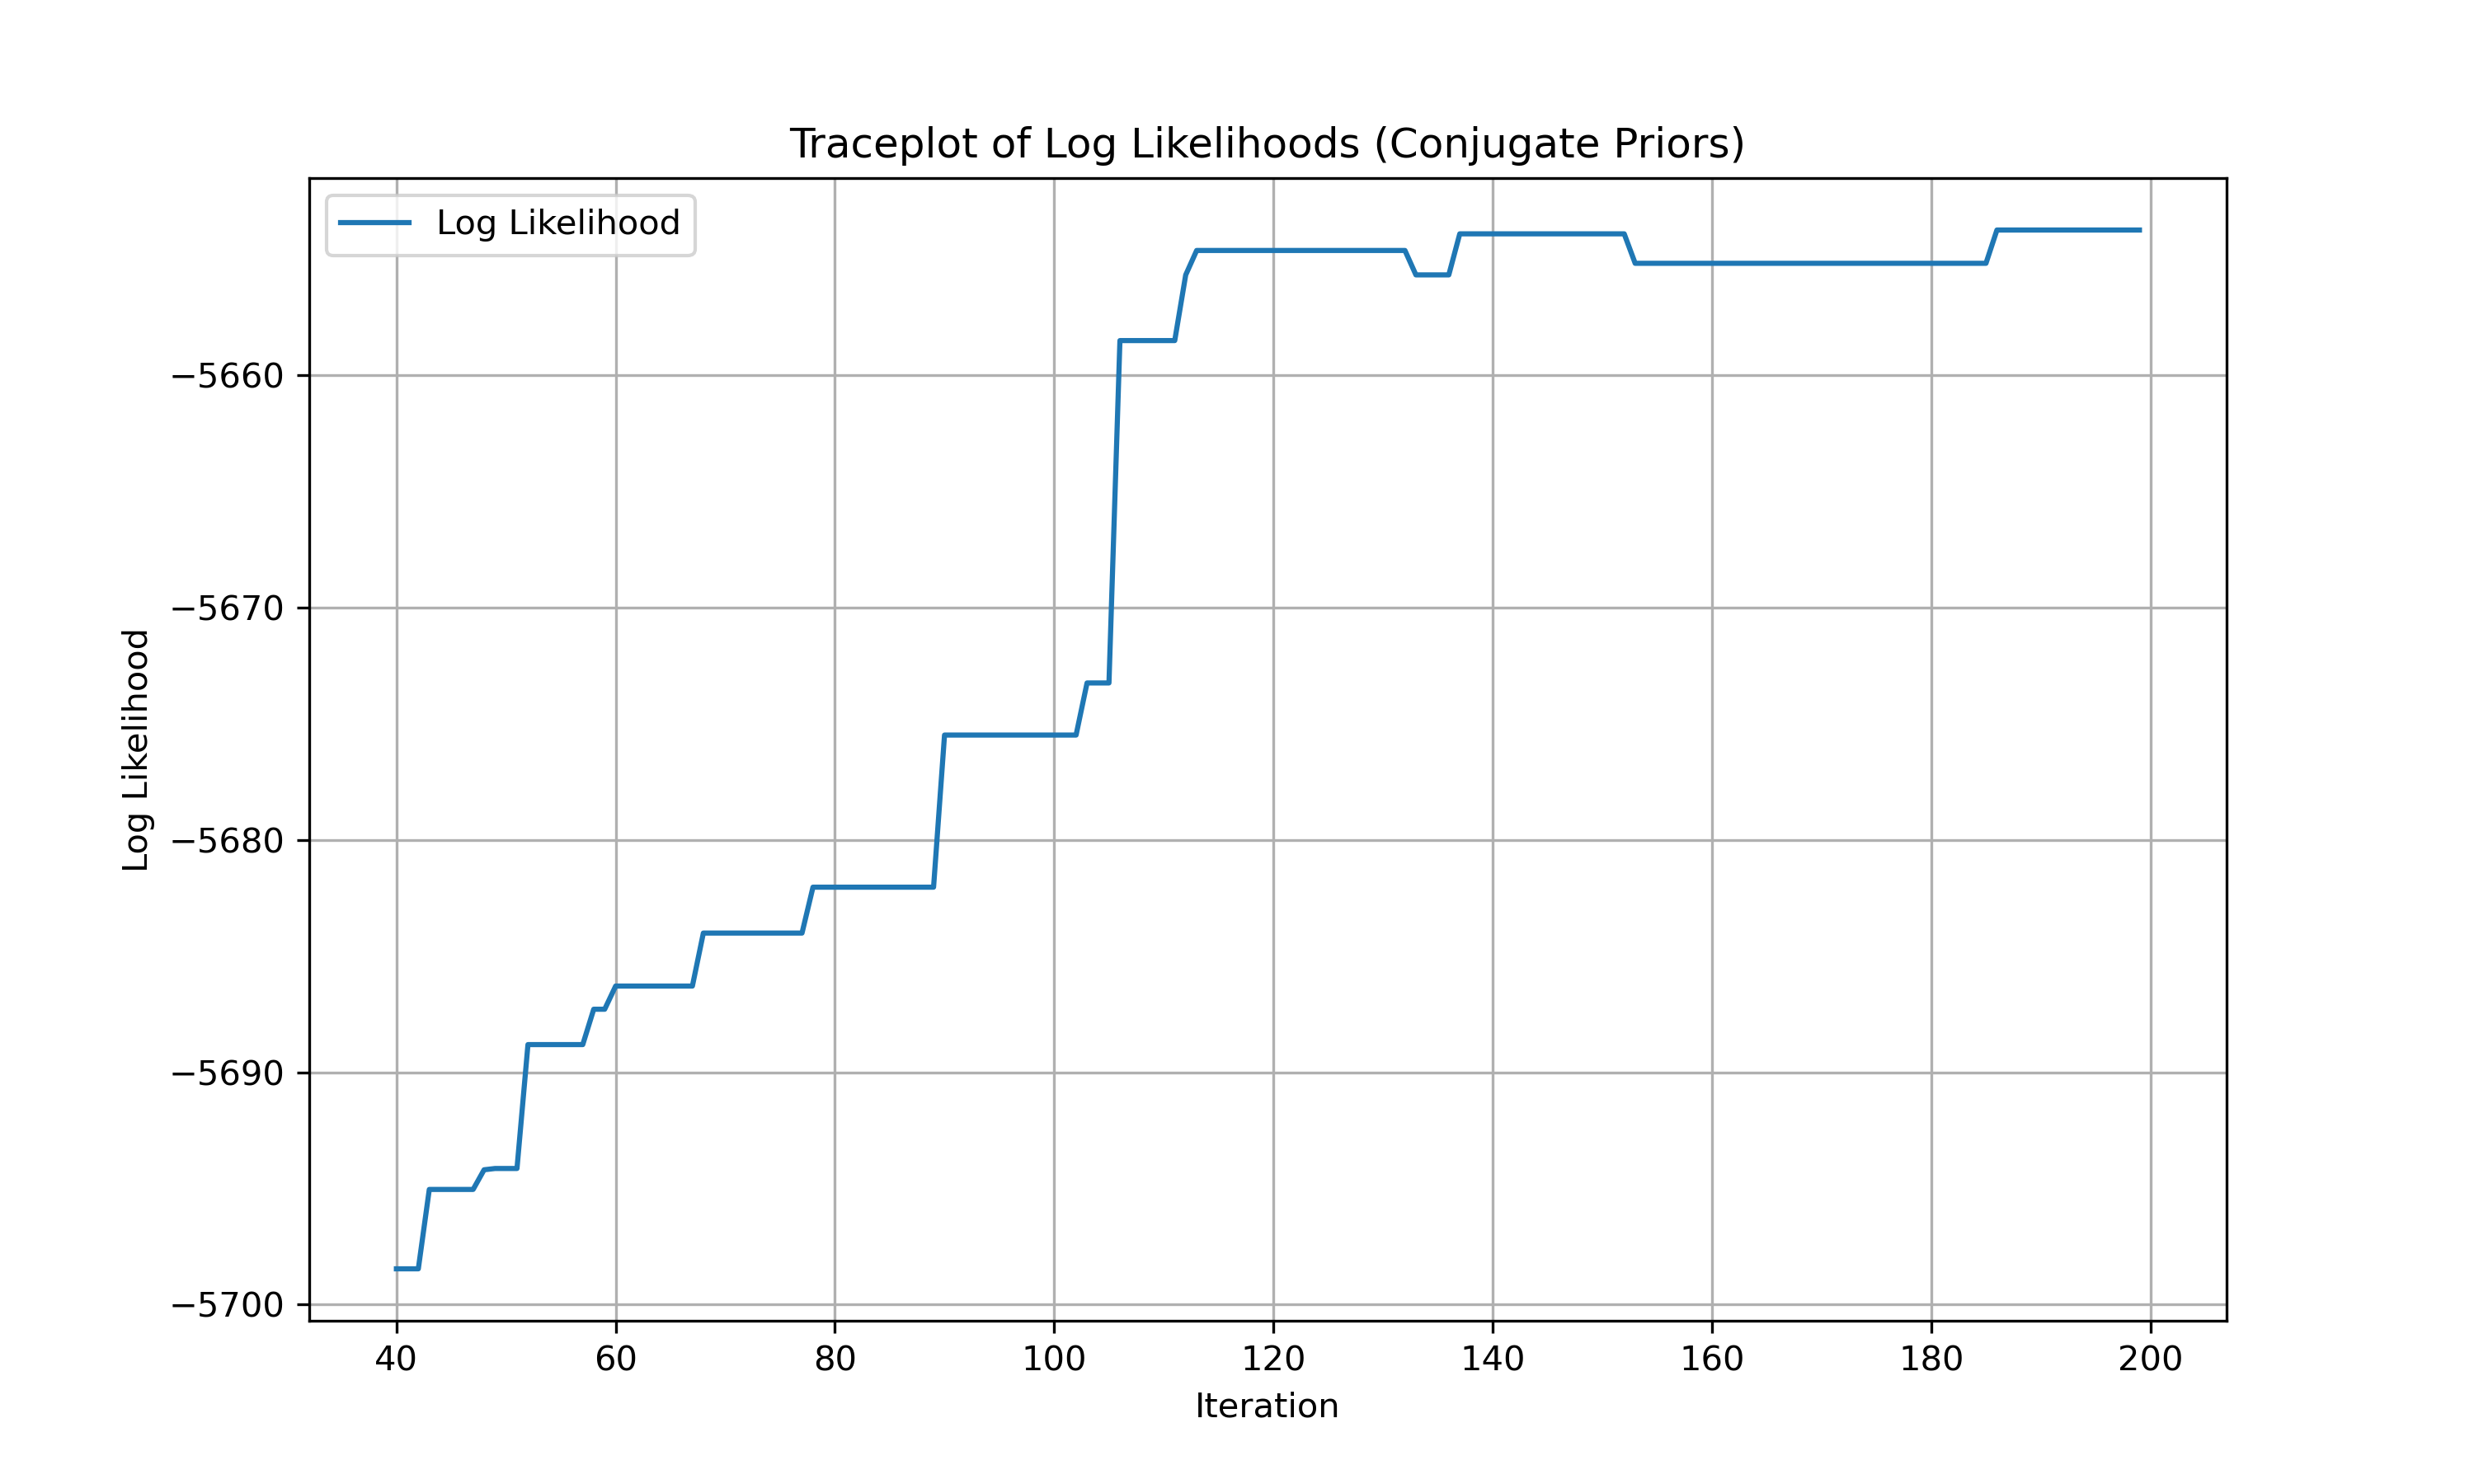 Traceplot of Log Likelihoods (Conjugate Priors)
Log Likelihood
−5660
−5670
−5680
−5690
−5700
Log Likelihood
40 60 80 100 120 140 160 180 200
Iteration